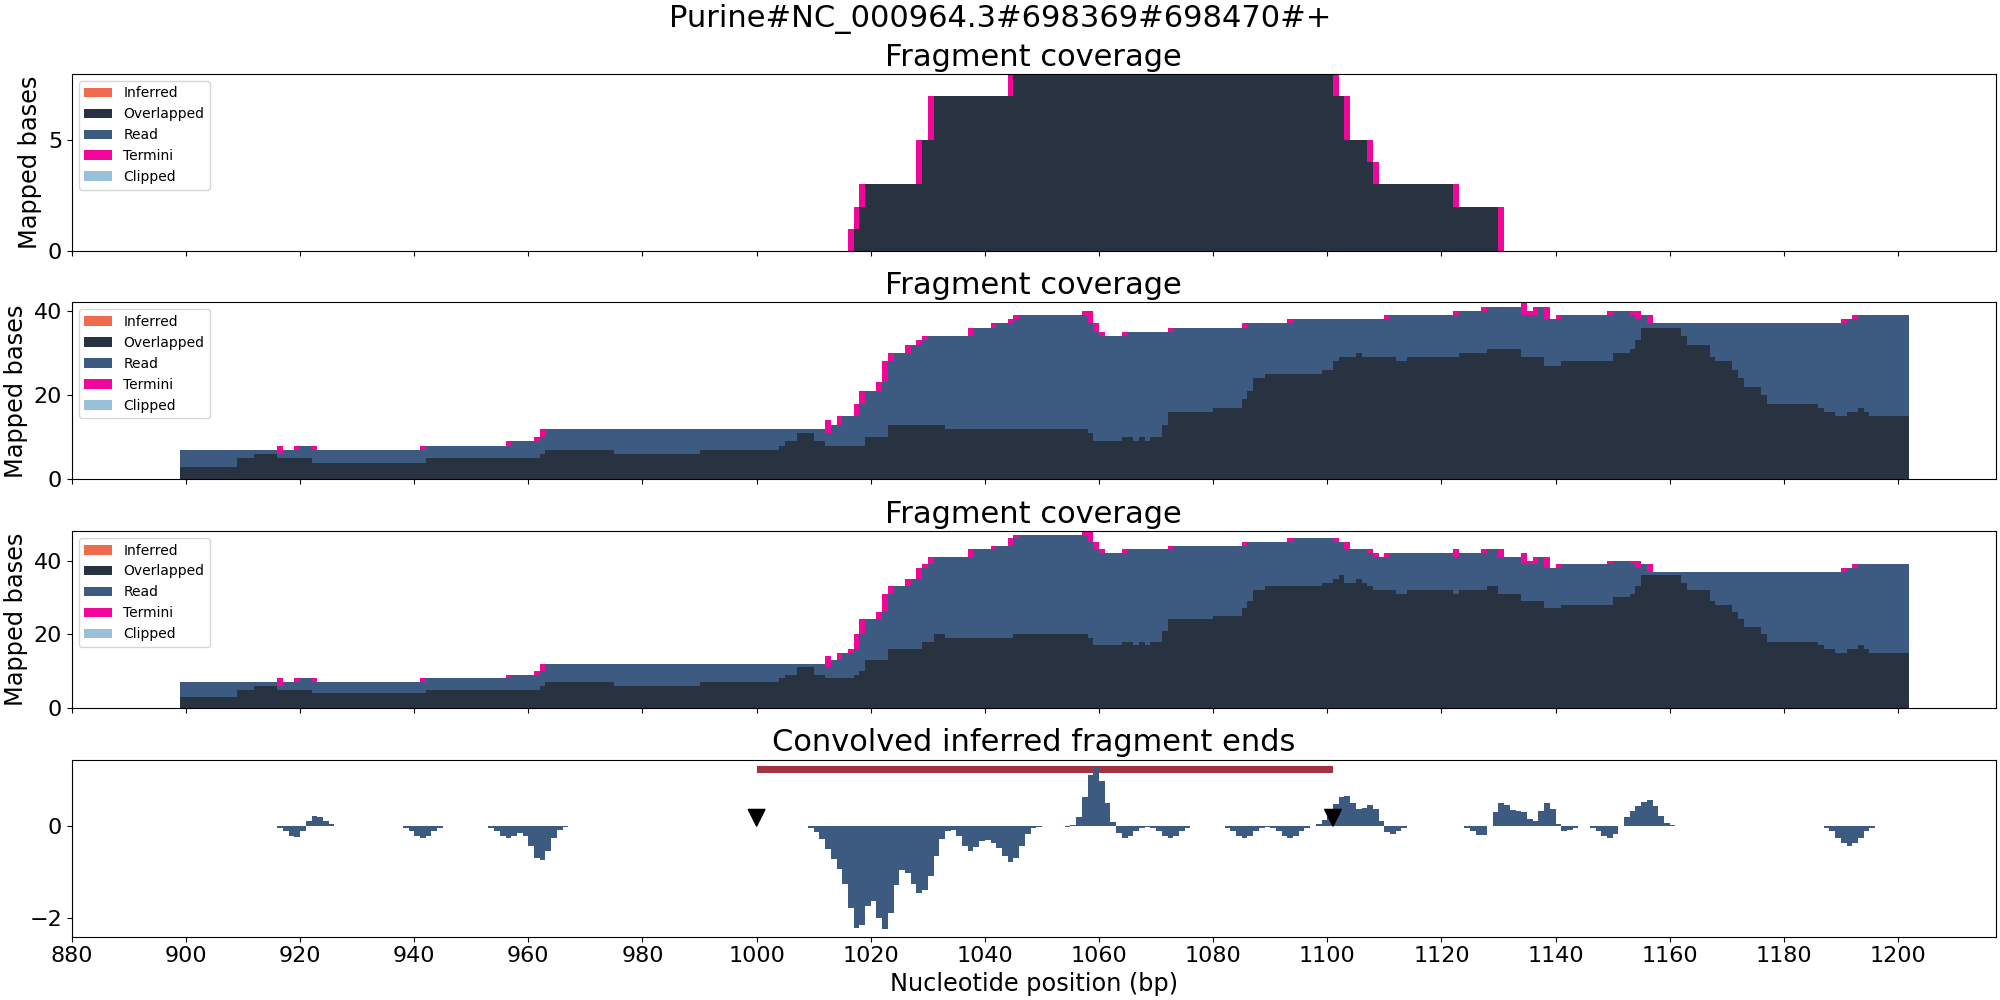 Purine#NC_000964.3#698369#698470#+
Fragment coverage
Mapped bases
5
0
Inferred
Overlapped
Read
Termini
Clipped
Fragment coverage
Mapped bases
40
20
0
Inferred
Overlapped
Read
Termini
Clipped
Fragment coverage
Mapped bases
40
20
0
Inferred
Overlapped
Read
Termini
Clipped
Convolved inferred fragment ends
0
−2
880 900 920 940 960 980 1000 1020 1040 1060 1080 1100 1120 1140 1160 1180 1200
Nucleotide position (bp)